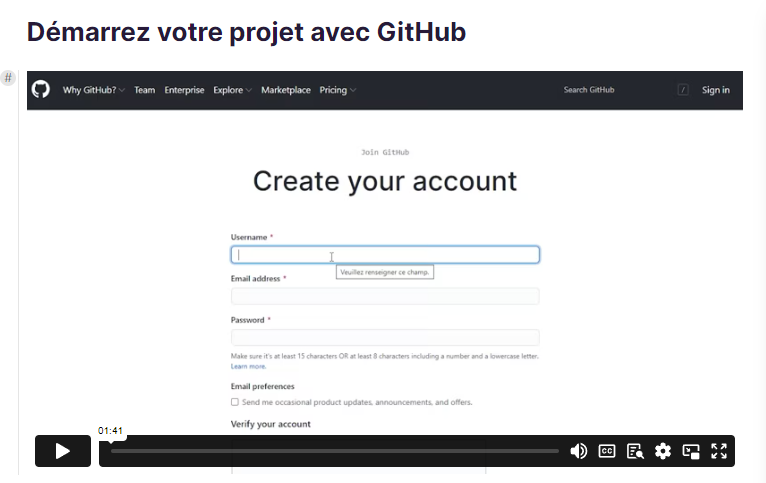 Démarrez votre projet avec GitHub
#
Why GitHub? Team Enterprise Explore Marketplace Pricing Search GitHub / Sign in
Join GitHub
Create your account
Username *
Veuillez renseigner ce champ.
Email address *
Password *
Make sure it's at least 15 characters OR at least 8 characters including a number and a lowercase letter.
Learn more.
Email preferences
Send me occasional product updates, announcements, and offers.
Verify your account
01:41
CC